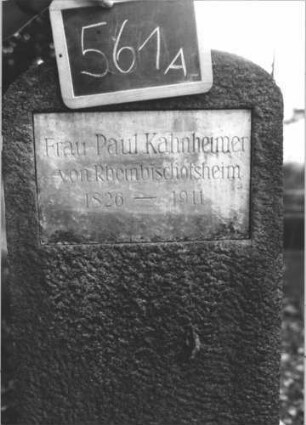 561A
Frau Paul Kahnheimer
von Rheinbischofsheim
1826 — 1911